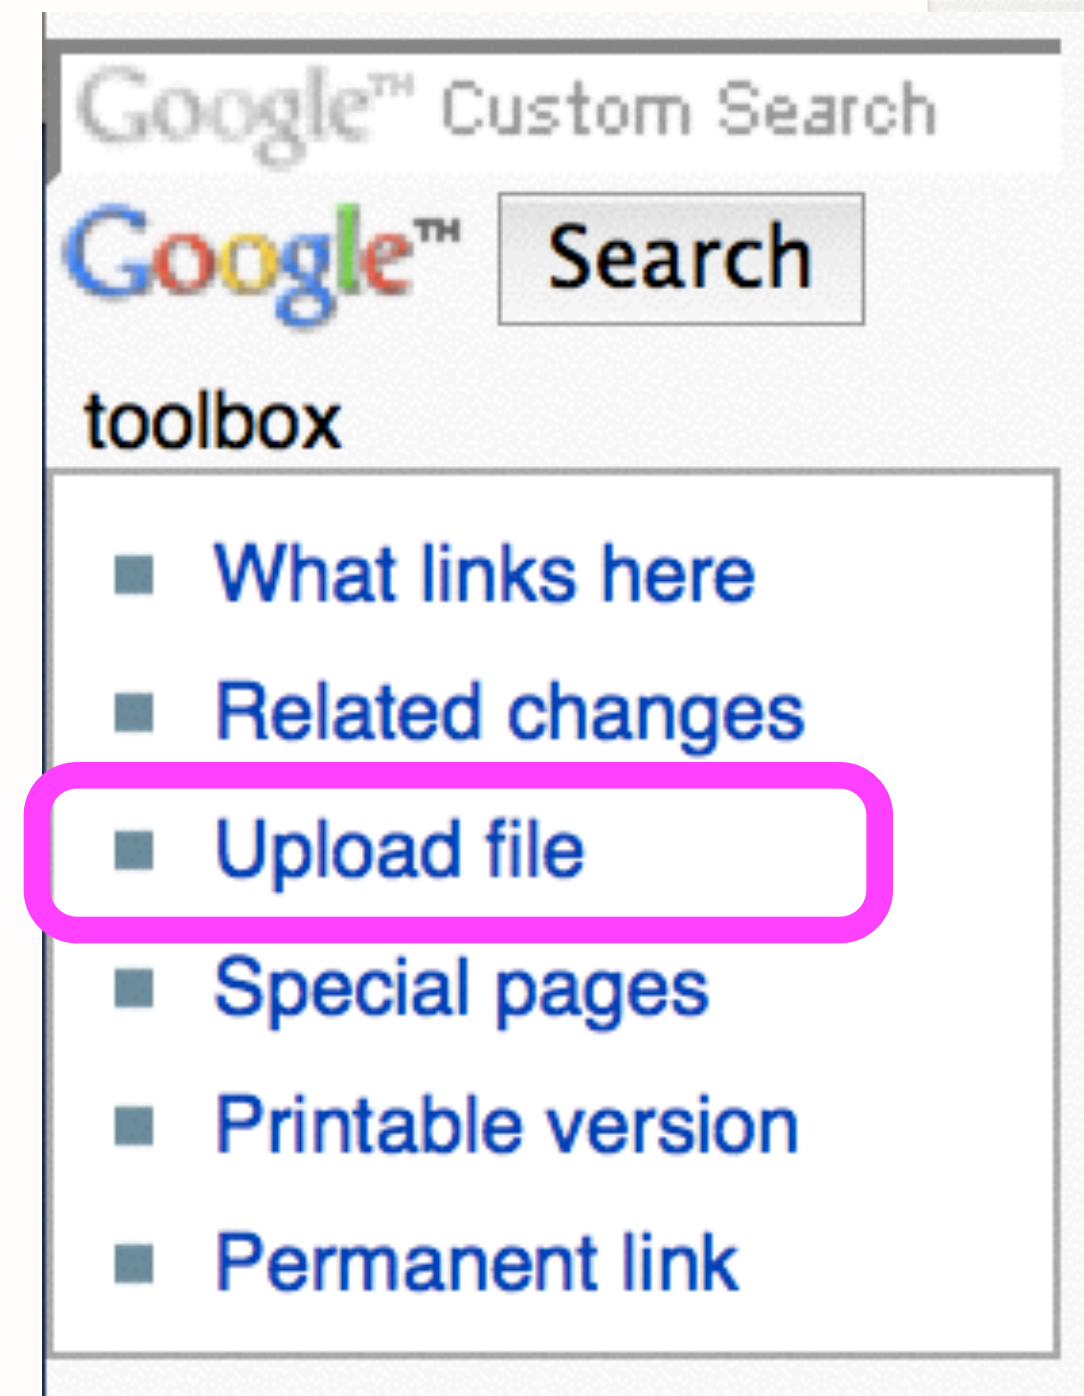 Google™ Custom Search
Google™ Search
toolbox
What links here
Related changes
Upload file
Special pages
Printable version
Permanent link